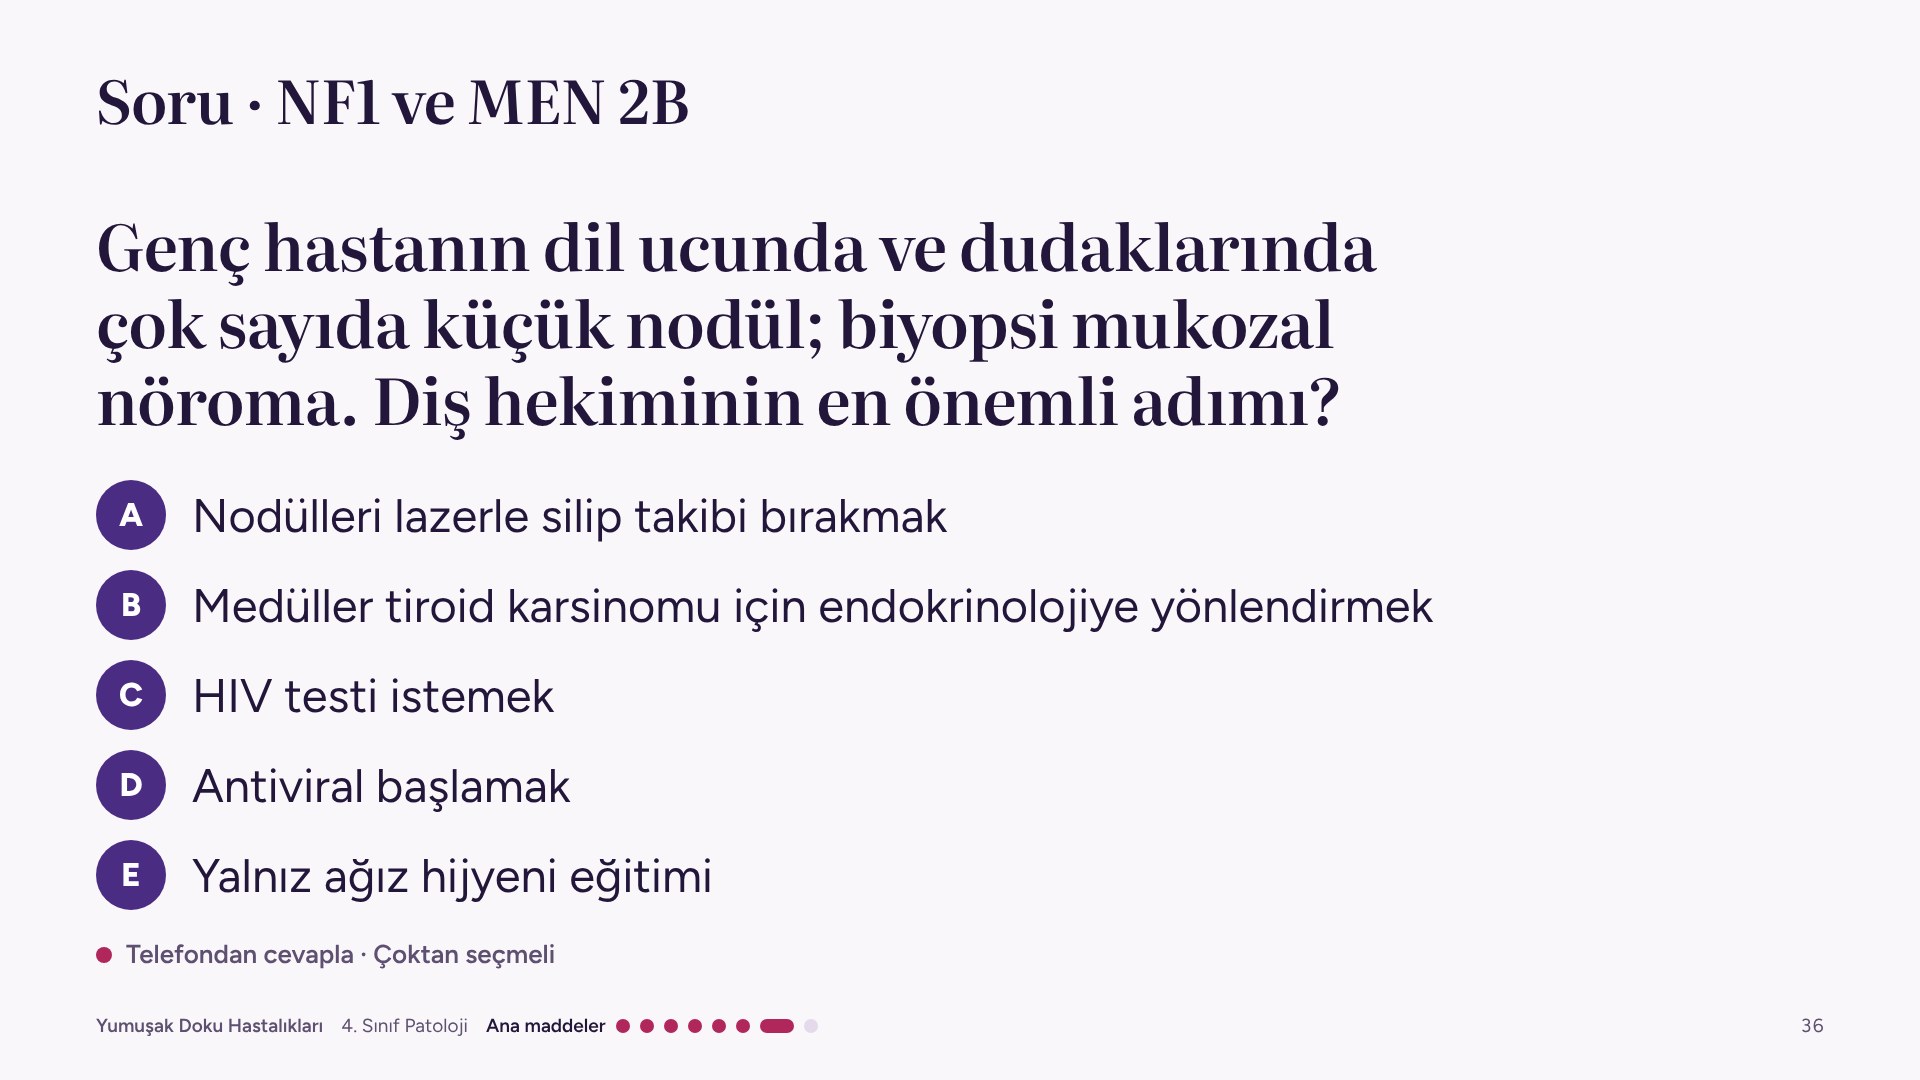 Soru · NF1 ve MEN 2B
Genç hastanın dil ucunda ve dudaklarında
çok sayıda küçük nodül; biyopsi mukozal
nöroma. Diş hekiminin en önemli adımı?
A Nodülleri lazerle silip takibi bırakmak
B Medüller tiroid karsinomu için endokrinolojiye yönlendirmek
C HIV testi istemek
D Antiviral başlamak
E Yalnız ağız hijyeni eğitimi
Telefondan cevapla · Çoktan seçmeli
Yumuşak Doku Hastalıkları 4. Sınıf Patoloji Ana maddeler 36